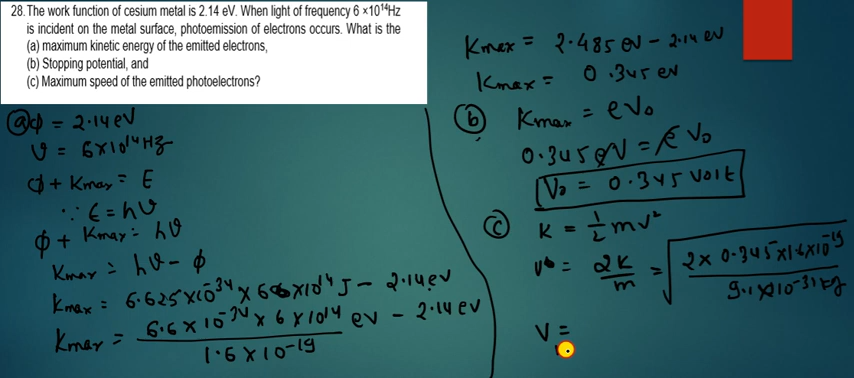 28. The work function of cesium metal is 2.14 eV. When light of frequency 6 ×10¹⁴Hz
is incident on the metal surface, photoemission of electrons occurs. What is the
(a) maximum kinetic energy of the emitted electrons,
(b) Stopping potential, and
(c) Maximum speed of the emitted photoelectrons?
(a) ϕ = 2.14 eV
υ = 6×10¹⁴ Hz
ϕ + Kmax = E
∵ E = hυ
ϕ + Kmax = hυ
Kmax = hυ - ϕ
Kmax = 6.625×10⁻³⁴ × 6×10¹⁴ J - 2.14 eV
Kmax = 6.6 × 10⁻³⁴ × 6 × 10¹⁴ / 1.6 × 10⁻¹⁹ eV - 2.14 eV
Kmax = 2.485 eV - 2.14 eV
Kmax = 0.345 eV
(b) Kmax = eV₀
0.345 eV = e V₀
V₀ = 0.345 Volt
(c) K = ½ mv²
v = 2K / m = √ 2 × 0.345 × 1.6 × 10⁻¹⁹ / 9.1 × 10⁻³¹ kg
V =